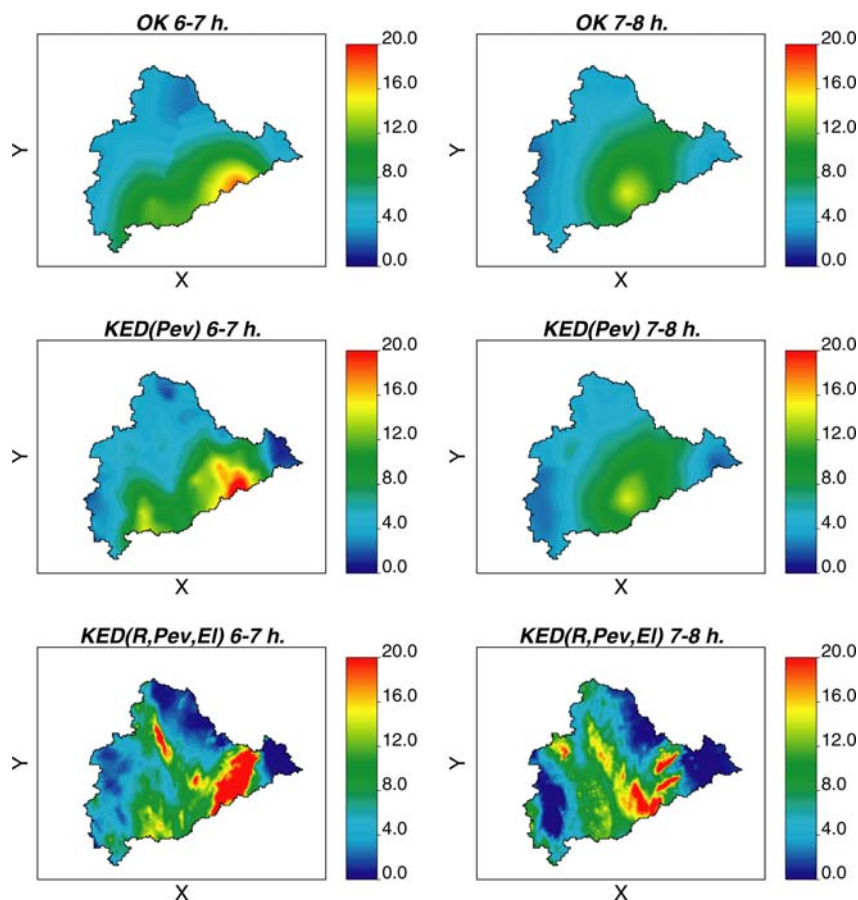 OK 6-7 h.
20.0
16.0
12.0
8.0
4.0
0.0
Y
X
OK 7-8 h.
20.0
16.0
12.0
8.0
4.0
0.0
Y
X
KED(Pev) 6-7 h.
20.0
16.0
12.0
8.0
4.0
0.0
Y
X
KED(Pev) 7-8 h.
20.0
16.0
12.0
8.0
4.0
0.0
Y
X
KED(R,Pev,El) 6-7 h.
20.0
16.0
12.0
8.0
4.0
0.0
Y
X
KED(R,Pev,El) 7-8 h.
20.0
16.0
12.0
8.0
4.0
0.0
Y
X